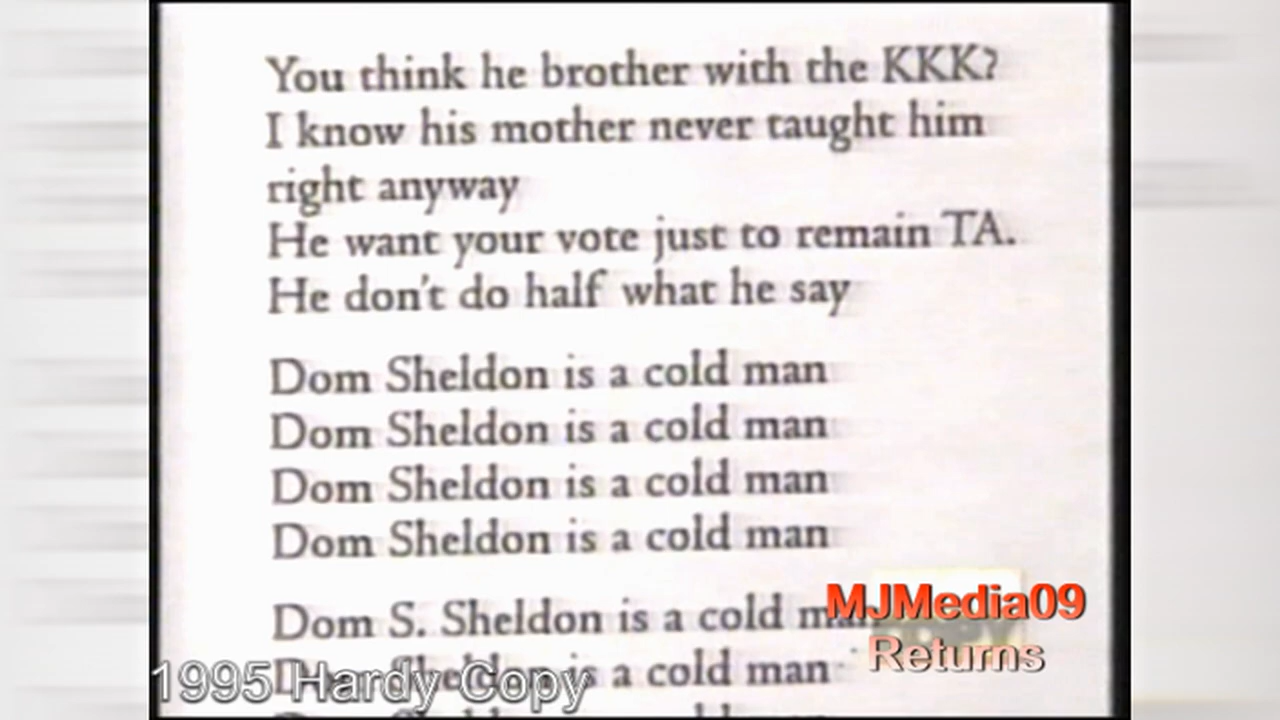 You think he brother with the KKK?
I know his mother never taught him
right anyway
He want your vote just to remain TA.
He don't do half what he say
Dom Sheldon is a cold man
Dom Sheldon is a cold man
Dom Sheldon is a cold man
Dom Sheldon is a cold man
Dom S. Sheldon is a cold man
MJMedia09
Returns
Dom Sheldon is a cold man
1995 Hardy Copy